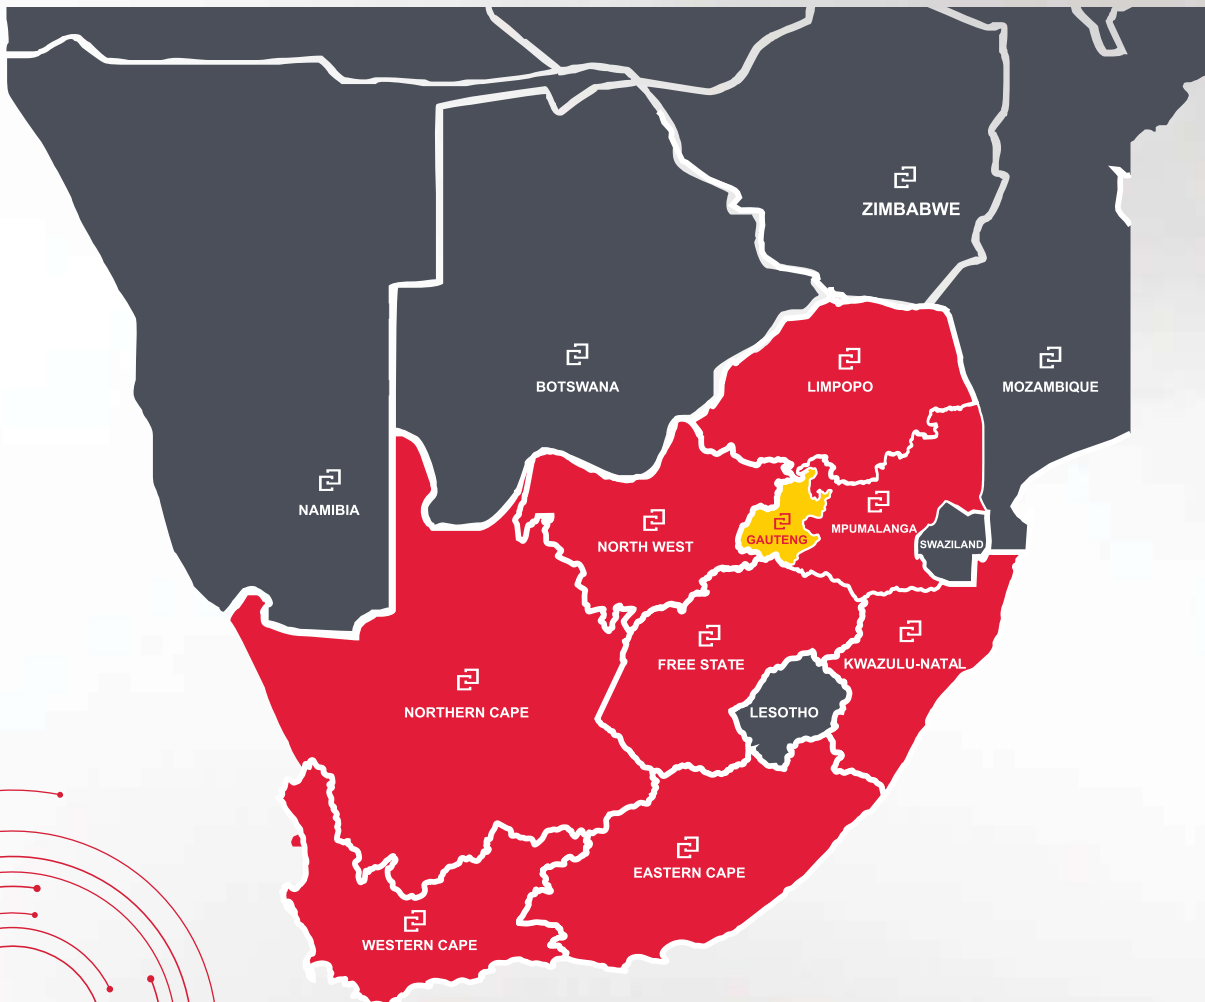 ZIMBABWE
BOTSWANA
LIMPOPO
MOZAMBIQUE
NAMIBIA
NORTH WEST
GAUTENG
MPUMALANGA
SWAZILAND
FREE STATE
KWAZULU-NATAL
NORTHERN CAPE
LESOTHO
EASTERN CAPE
WESTERN CAPE